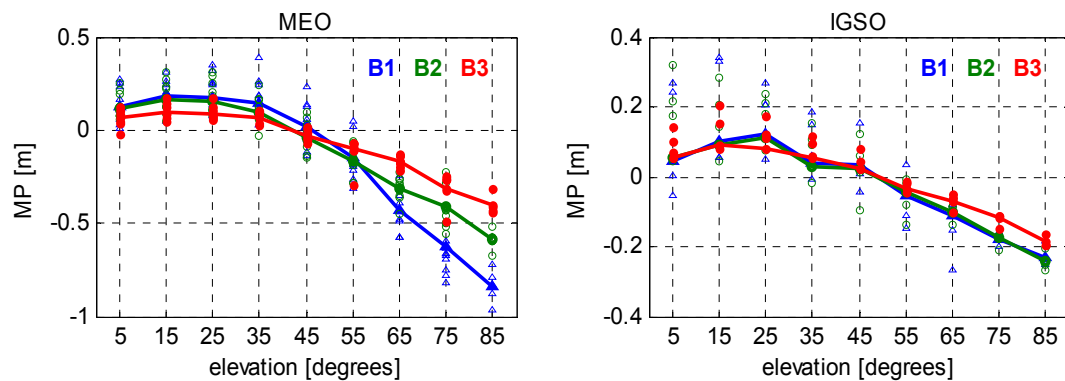 MEO
B1 B2 B3
0.5
0
-0.5
-1
MP [m]
5 15 25 35 45 55 65 75 85
elevation [degrees]
IGSO
B1 B2 B3
0.4
0.2
0
-0.2
-0.4
MP [m]
5 15 25 35 45 55 65 75 85
elevation [degrees]